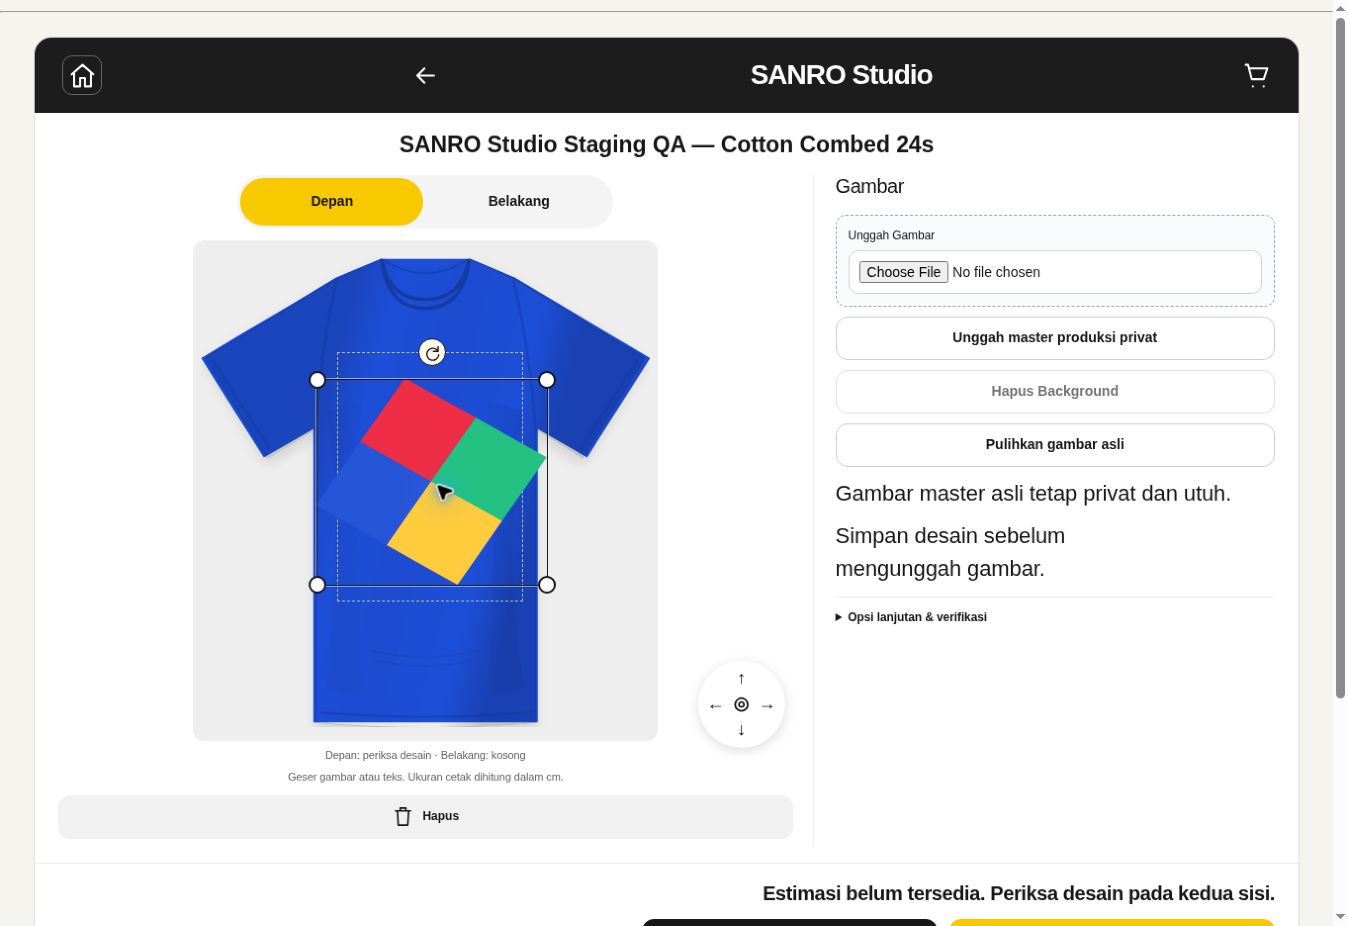 SANRO Studio
SANRO Studio Staging QA — Cotton Combed 24s
Depan
Belakang
Depan: periksa desain · Belakang: kosong
Geser gambar atau teks. Ukuran cetak dihitung dalam cm.
Hapus
Gambar
Unggah Gambar
Choose File No file chosen
Unggah master produksi privat
Hapus Background
Pulihkan gambar asli
Gambar master asli tetap privat dan utuh.
Simpan desain sebelum
mengunggah gambar.
Opsi lanjutan & verifikasi
Estimasi belum tersedia. Periksa desain pada kedua sisi.